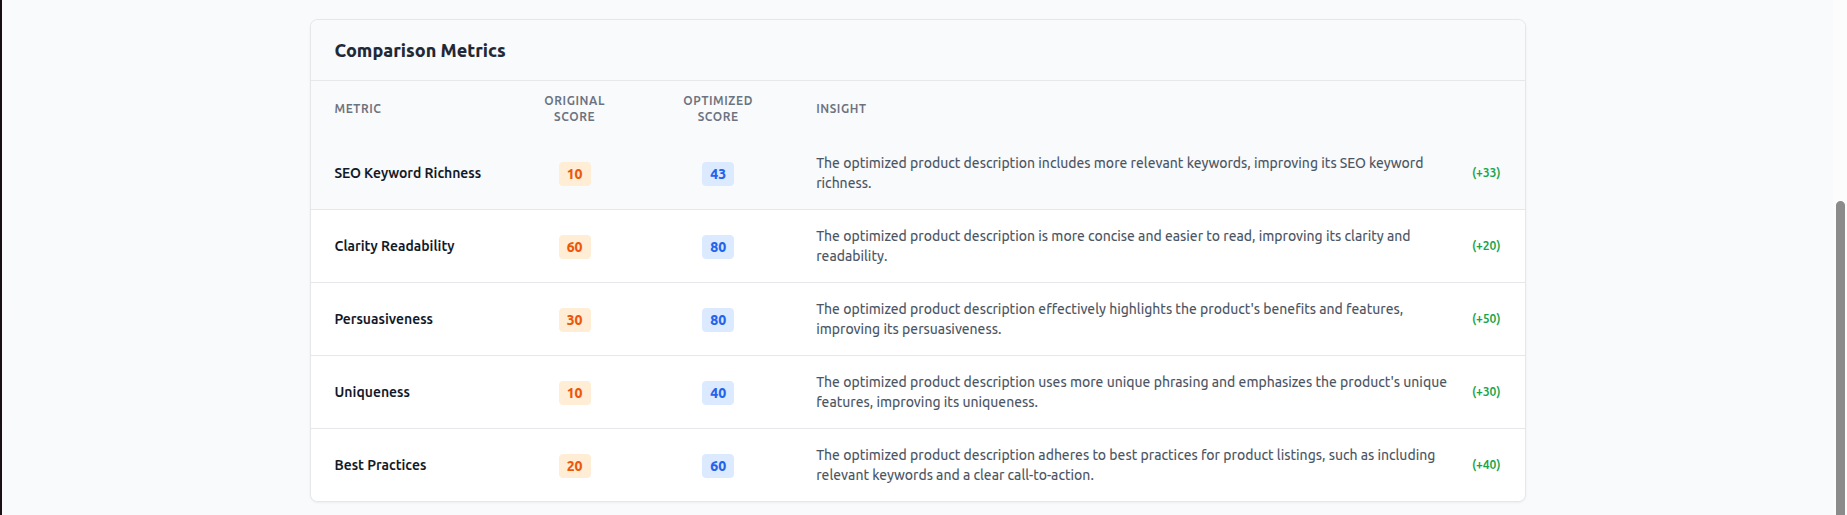 Comparison Metrics
METRIC
ORIGINAL
SCORE
OPTIMIZED
SCORE
INSIGHT
SEO Keyword Richness
10
43
The optimized product description includes more relevant keywords, improving its SEO keyword
richness.
(+33)
Clarity Readability
60
80
The optimized product description is more concise and easier to read, improving its clarity and
readability.
(+20)
Persuasiveness
30
80
The optimized product description effectively highlights the product's benefits and features,
improving its persuasiveness.
(+50)
Uniqueness
10
40
The optimized product description uses more unique phrasing and emphasizes the product's unique
features, improving its uniqueness.
(+30)
Best Practices
20
60
The optimized product description adheres to best practices for product listings, such as including
relevant keywords and a clear call-to-action.
(+40)